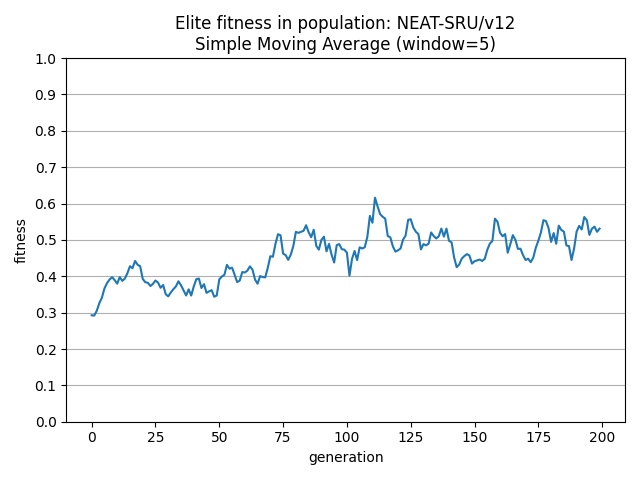 Elite fitness in population: NEAT-SRU/v12
Simple Moving Average (window=5)
1.0
0.9
0.8
0.7
0.6
0.5
0.4
0.3
0.2
0.1
0.0
fitness
0 25 50 75 100 125 150 175 200
generation